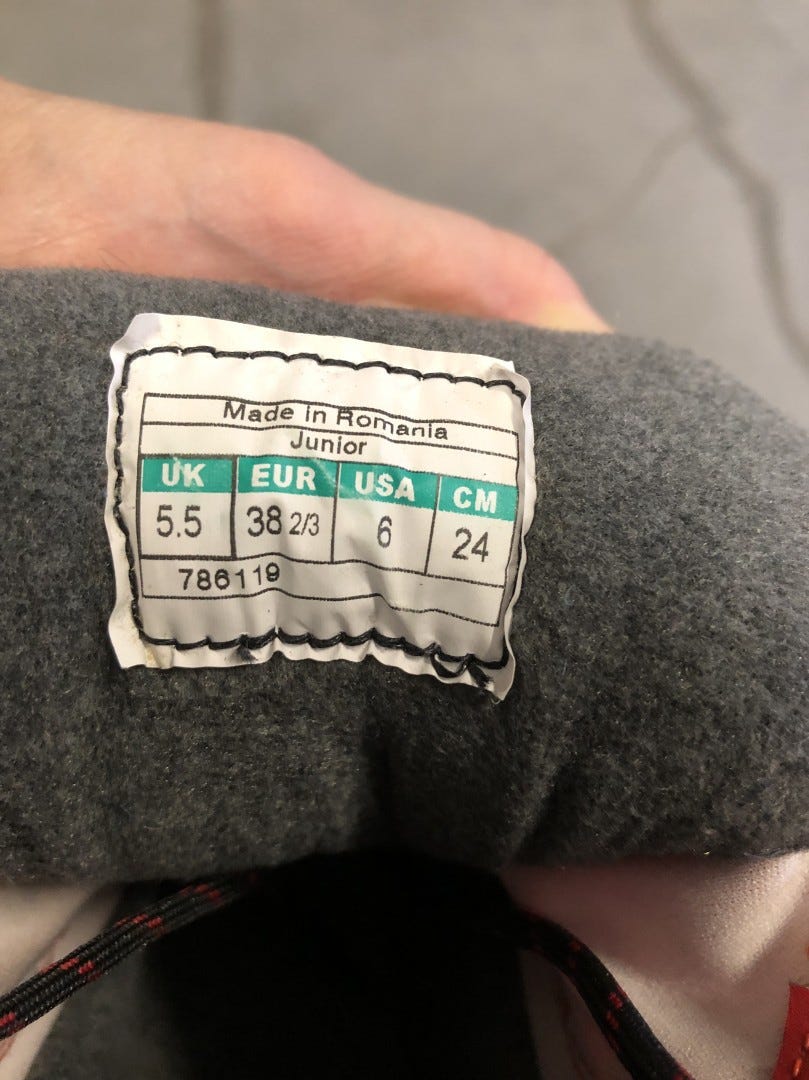 Made in Romania
Junior
UK EUR USA CM
5.5 38 2/3 6 24
786119